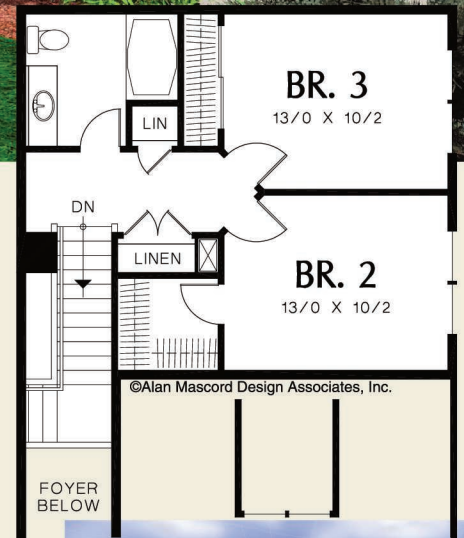 LIN
BR. 3
13/0 X 10/2
DN
LINEN
BR. 2
13/0 X 10/2
©Alan Mascord Design Associates, Inc.
FOYER
BELOW